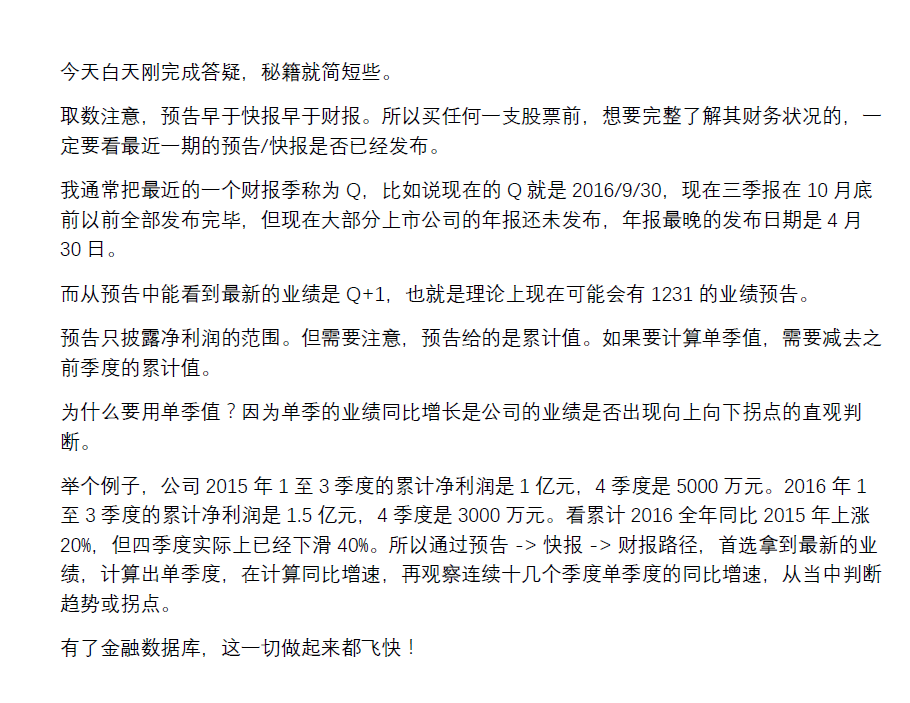 今天白天刚完成答疑，秘籍就简短些。
取数注意，预告早于快报早于财报。所以买任何一支股票前，想要完整了解其财务状况的，一
定要看最近一期的预告/快报是否已经发布。
我通常把最近的一个财报季称为 Q，比如说现在的 Q 就是 2016/9/30，现在三季报在 10 月底
前以前全部发布完毕，但现在大部分上市公司的年报还未发布，年报最晚的发布日期是 4 月
30 日。
而从预告中能看到最新的业绩是 Q+1，也就是理论上现在可能会有 1231 的业绩预告。
预告只披露净利润的范围。但需要注意，预告给的是累计值。如果要计算单季值，需要减去之
前季度的累计值。
为什么要用单季值？因为单季的业绩同比增长是公司的业绩是否出现向上向下拐点的直观判
断。
举个例子，公司 2015 年 1 至 3 季度的累计净利润是 1 亿元，4 季度是 5000 万元。2016 年 1
至 3 季度的累计净利润是 1.5 亿元，4 季度是 3000 万元。看累计 2016 全年同比 2015 年上涨
20%，但四季度实际上已经下滑 40%。所以通过预告 -> 快报 -> 财报路径，首选拿到最新的业
绩，计算出单季度，在计算同比增速，再观察连续十几个季度单季度的同比增速，从当中判断
趋势或拐点。
有了金融数据库，这一切做起来都飞快！